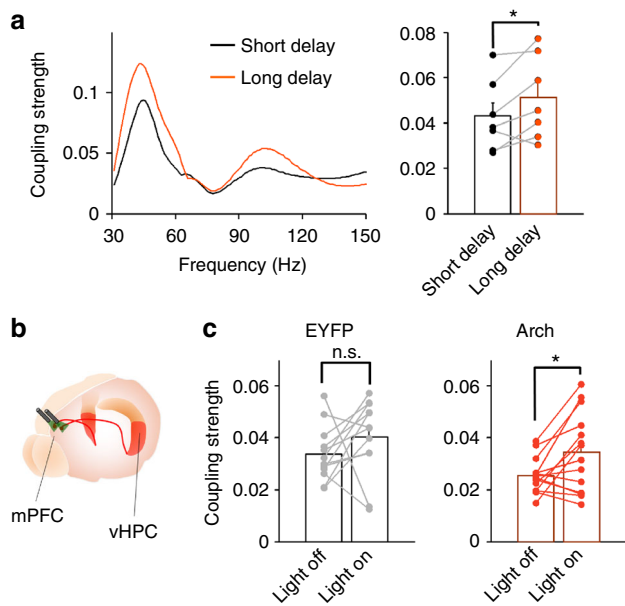 a
Short delay
Long delay
Coupling strength
0.1
0.05
0
30 60 90 120 150
Frequency (Hz)
*
0.08
0.06
0.04
0.02
0
Short delay
Long delay
b
mPFC
vHPC
c
EYFP
n.s.
Coupling strength
0.06
0.04
0.02
0
Light off
Light on
Arch
*
0.06
0.04
0.02
0
Light off
Light on